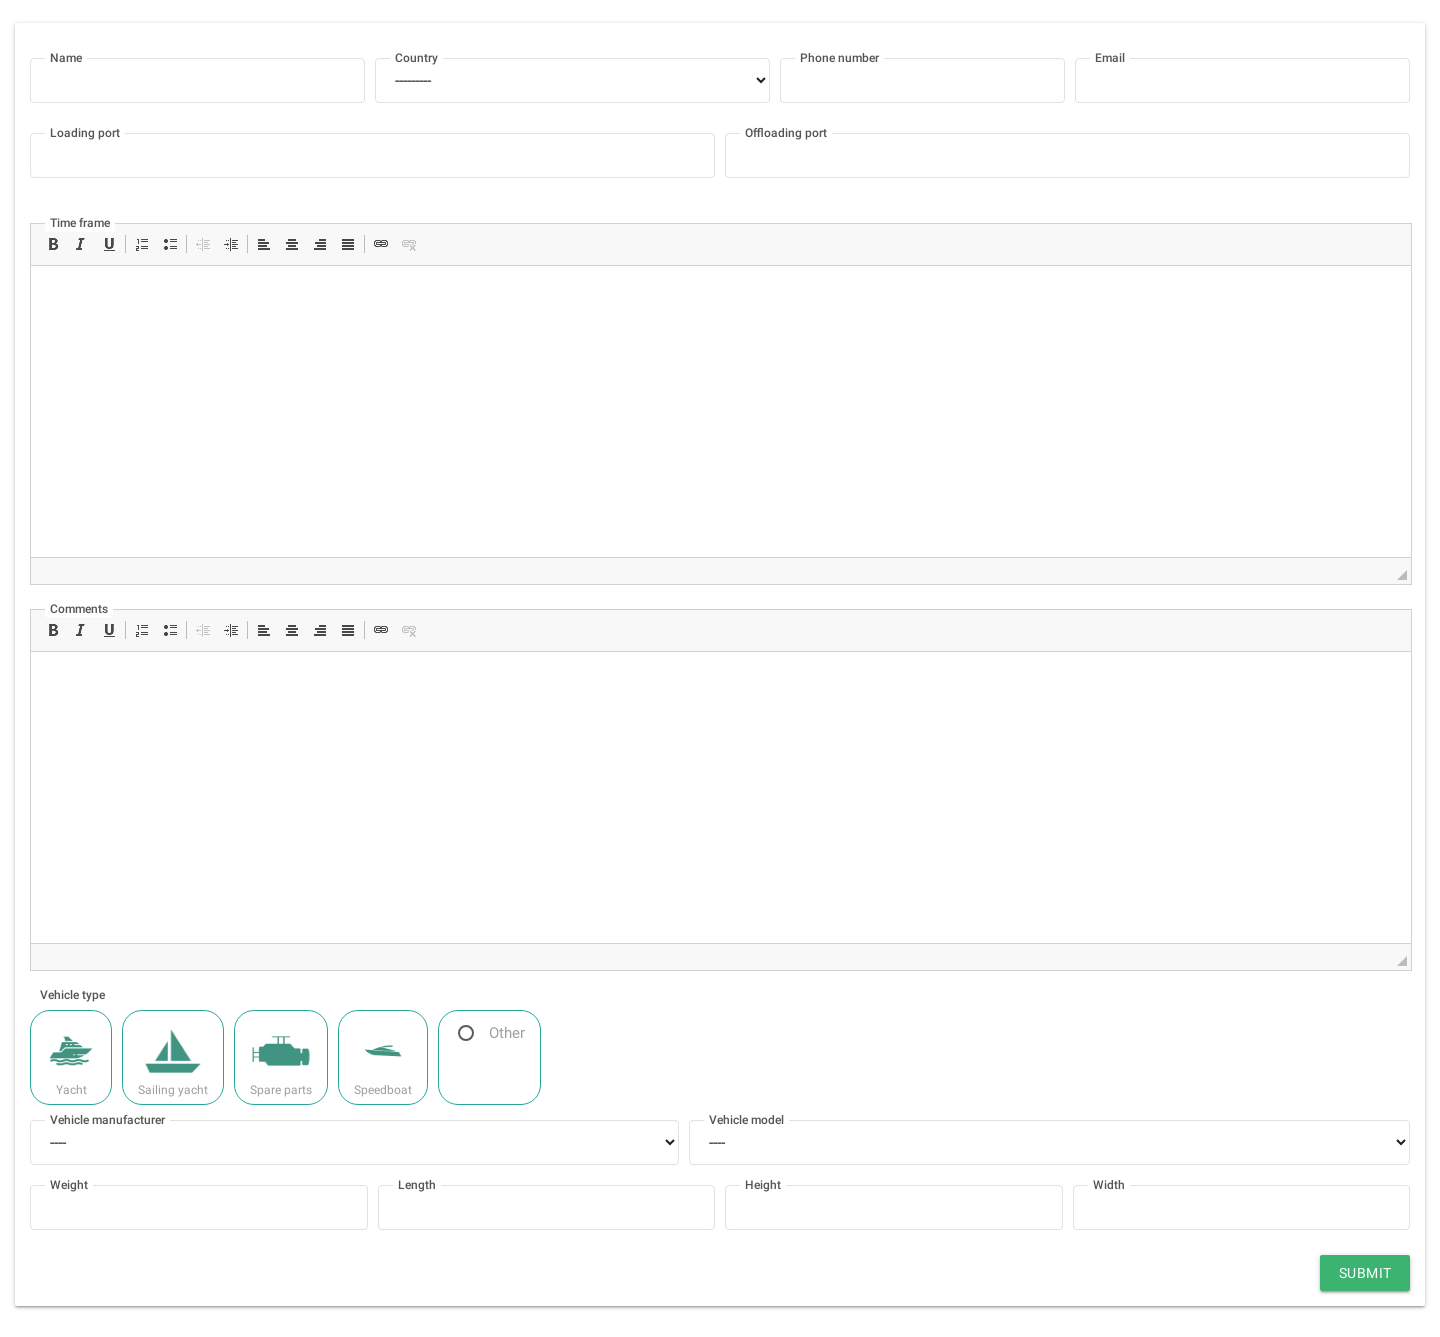 Name Country Phone number Email
---------
Loading port Offloading port
Time frame
Comments
Vehicle type
Other
Yacht Sailing yacht Spare parts Speedboat
Vehicle manufacturer Vehicle model
---- ----
Weight Length Height Width
SUBMIT